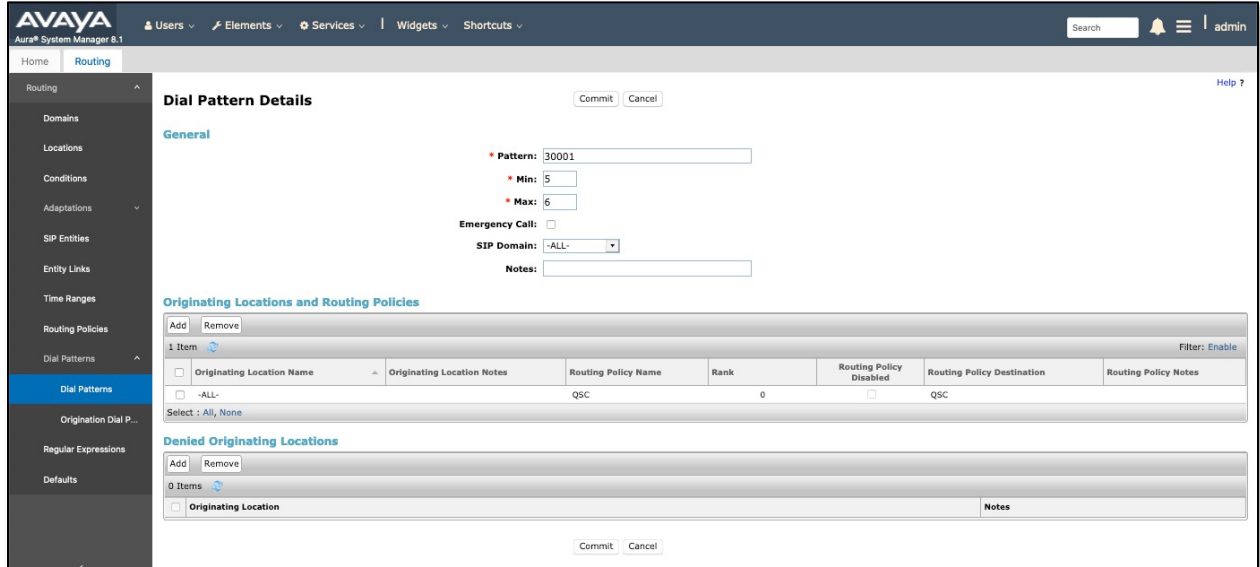 AVAYA
Aura® System Manager 8.1
Users Elements Services | Widgets Shortcuts Search admin
Home Routing
Help ?
Routing
Domains
Locations
Conditions
Adaptations
SIP Entities
Entity Links
Time Ranges
Routing Policies
Dial Patterns
Dial Patterns
Origination Dial P...
Regular Expressions
Defaults
Dial Pattern Details
Commit Cancel
General
* Pattern: 30001
* Min: 5
* Max: 6
Emergency Call:
SIP Domain: -ALL-
Notes:
Originating Locations and Routing Policies
Add Remove
1 Item Filter: Enable
Originating Location Name Originating Location Notes Routing Policy Name Rank Routing Policy Disabled Routing Policy Destination Routing Policy Notes
-ALL- QSC 0 QSC
Select : All, None
Denied Originating Locations
Add Remove
0 Items
Originating Location Notes
Commit Cancel